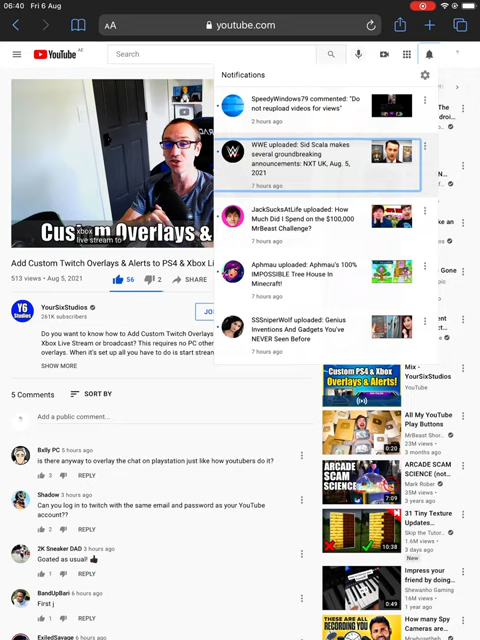 06:40 Fri 6 Aug
AA
youtube.com
YouTube
AE
Search
Notifications
SpeedyWindows79 commented: "Do
not reupload videos for views"
2 hours ago
WWE uploaded: Sid Scala makes
several groundbreaking
announcements: NXT UK, Aug. 5,
2021
7 hours ago
JackSucksAtLife uploaded: How
Much Did I Spend on the $100,000
MrBeast Challenge?
7 hours ago
Aphmau uploaded: Aphmau's 100%
IMPOSSIBLE Tree House In
Minecraft!
7 hours ago
SSSniperWolf uploaded: Genius
Inventions And Gadgets You've
NEVER Seen Before
7 hours ago
Custom Overlays &
xbox
live stream to
Add Custom Twitch Overlays & Alerts to PS4 & Xbox Li
513 views • Aug 5, 2021
56
2
SHARE
Y6
Studios
YourSixStudios
261K subscribers
JOI
Do you want to know how to Add Custom Twitch Overlays
Xbox Live Stream or broadcast? This requires no other PC
overlays. When it's set up all you have to do is start stream
SHOW MORE
5 Comments
SORT BY
Add a public comment...
Bxlly PC 5 hours ago
is there anyway to overlay the chat on playstation just like how youtubers do it?
3
REPLY
Shadow 3 hours ago
Can you log in to twitch with the same email and password as your YouTube
account??
2
REPLY
2K Sneaker DAD 3 hours ago
Goated as usual!
1
REPLY
BandUpBari 6 hours ago
First j
1
REPLY
ExiledSavage 6 hours ago
The
ke an
Gone
ent
Custom PS4 & Xbox
Overlays & Alerts!
Mix -
YourSixStudios
YouTube
0:20
All My YouTube
Play Buttons
MrBeast Shor...
23M views •
3 months ago
ARCADE
SCAM
SCIENCE
7:09
ARCADE SCAM
SCIENCE (not...
Mark Rober
35M views •
3 years ago
10:38
31 Tiny Texture
Updates...
Skip the Tutor...
1.6M views •
3 days ago
New
0:49
Impress your
friend by doing...
Shewanho Gaming
16M views •
1 year ago
THESE ARE ALL
RECORDING
YOU
How many Spy
Cameras are...